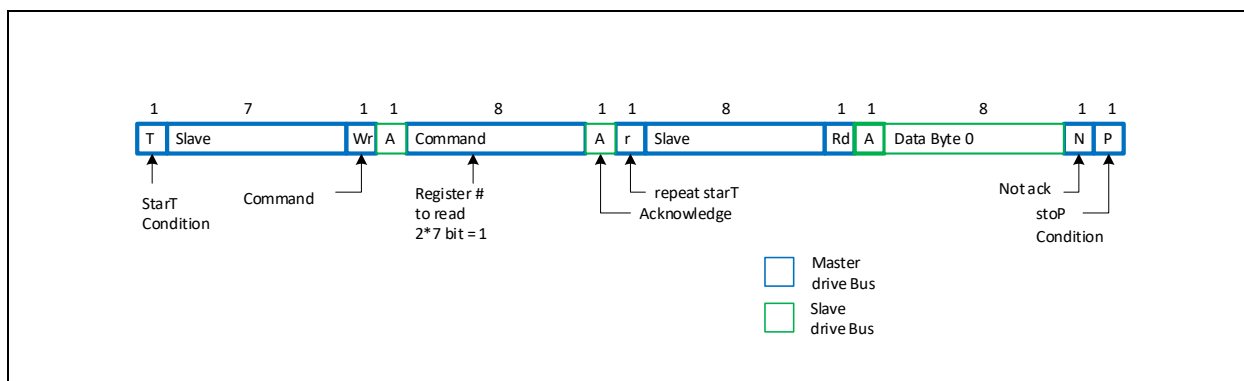 1 7 1 1 8 1 1 8 1 1 8 1 1
T Slave Wr A Command A r Slave Rd A Data Byte 0 N P
StarT
Condition
Command
Register #
to read
2*7 bit = 1
repeat starT
Acknowledge
Not ack
stoP
Condition
Master
drive Bus
Slave
drive Bus